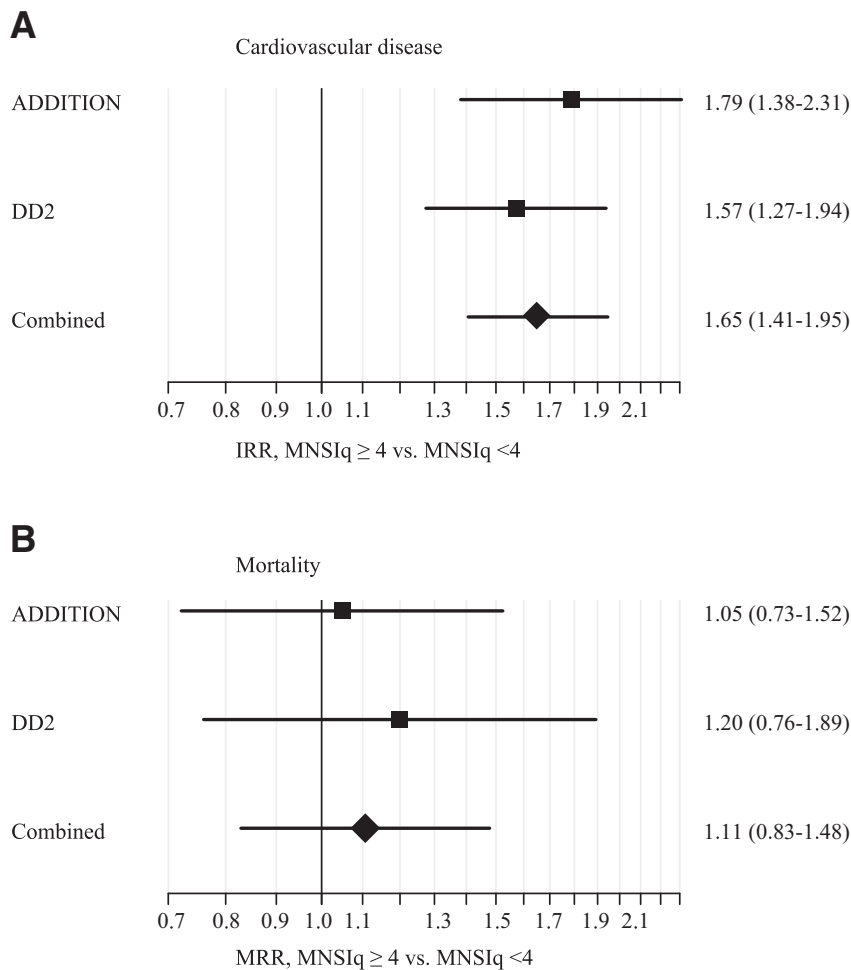 A
Cardiovascular disease
ADDITION 1.79 (1.38-2.31)
DD2 1.57 (1.27-1.94)
Combined 1.65 (1.41-1.95)
0.7 0.8 0.9 1.0 1.1 1.3 1.5 1.7 1.9 2.1
IRR, MNSIq ≥ 4 vs. MNSIq <4
B
Mortality
ADDITION 1.05 (0.73-1.52)
DD2 1.20 (0.76-1.89)
Combined 1.11 (0.83-1.48)
0.7 0.8 0.9 1.0 1.1 1.3 1.5 1.7 1.9 2.1
MRR, MNSIq ≥ 4 vs. MNSIq <4